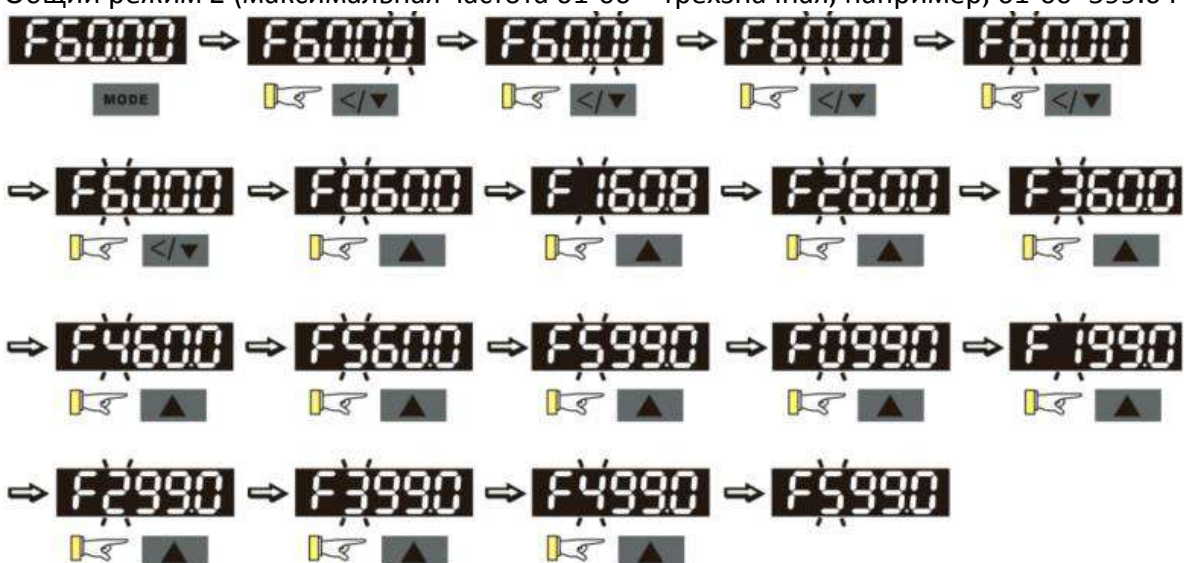 Общий режим 2 (максимальная частота 01-00 – трехзначная, например, 01-00=599.0 Г
F60.00 ⇨ F60.00 ⇨ F60.00 ⇨ F60.00 ⇨ F60.00
MODE </▼ </▼ </▼ </▼
⇨ F60.00 ⇨ F060.0 ⇨ F160.8 ⇨ F260.0 ⇨ F360.0
</▼ ▲ ▲ ▲ ▲
⇨ F460.0 ⇨ F560.0 ⇨ F599.0 ⇨ F099.0 ⇨ F199.0
▲ ▲ ▲ ▲ ▲
⇨ F299.0 ⇨ F399.0 ⇨ F499.0 ⇨ F599.0
▲ ▲ ▲